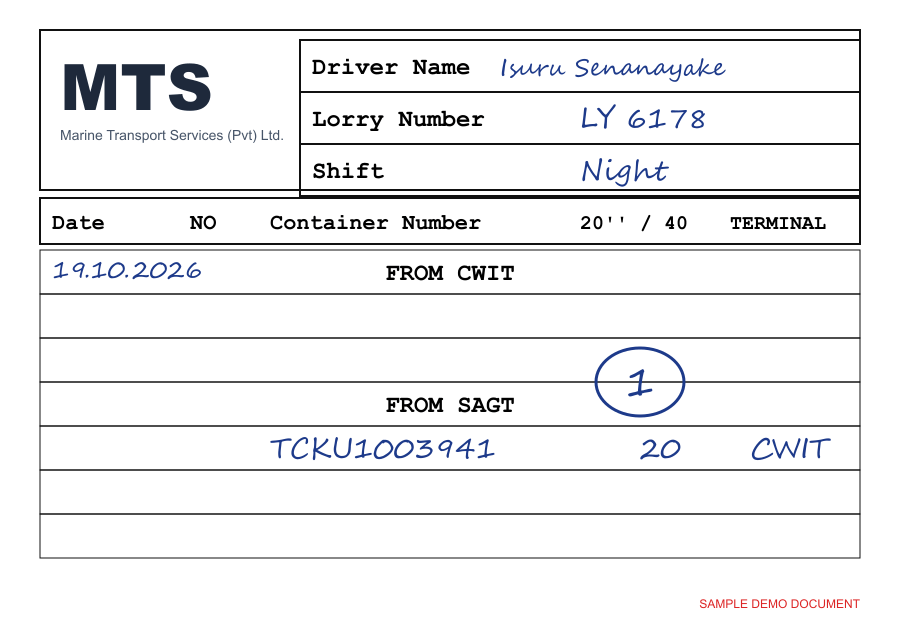 MTS
Marine Transport Services (Pvt) Ltd.
Driver Name Isuru Senanayake
Lorry Number LY 6178
Shift Night
Date NO Container Number 20'' / 40 TERMINAL
19.10.2026 FROM CWIT
1
FROM SAGT
TCKU1003941 20 CWIT
SAMPLE DEMO DOCUMENT